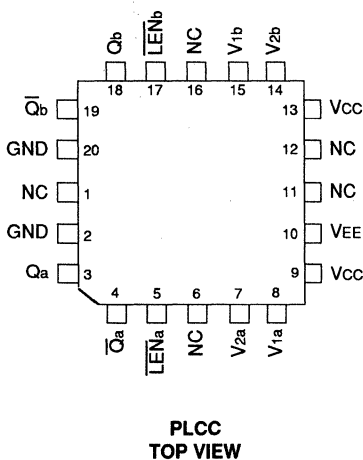 Qb LENb NC V1b V2b
18 17 16 15 14
Q̅b 19 13 VCC
GND 20 12 NC
NC 1 11 NC
GND 2 10 VEE
Qa 3 9 VCC
4 5 6 7 8
Q̅a L̅E̅N̅a NC V2a V1a
PLCC
TOP VIEW